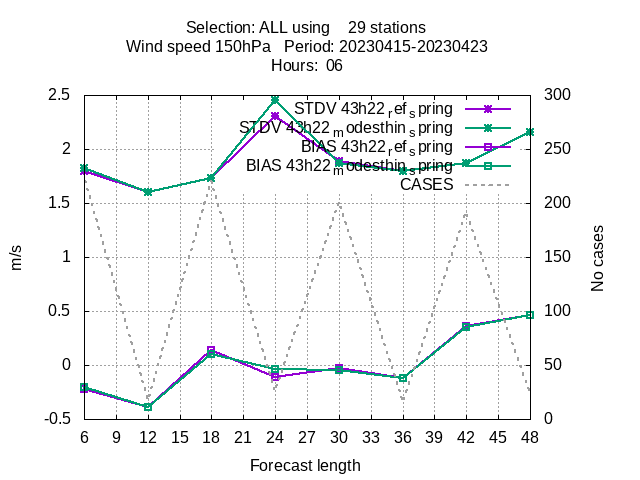 Selection: ALL using 29 stations
Wind speed 150hPa Period: 20230415-20230423
Hours: 06
2.5
2
1.5
1
0.5
0
-0.5
m/s
STDV 43h22_ref_spring
STDV 43h22_modesthin_spring
BIAS 43h22_ref_spring
BIAS 43h22_modesthin_spring
CASES
300
250
200
150
100
50
0
No cases
6 9 12 15 18 21 24 27 30 33 36 39 42 45 48
Forecast length